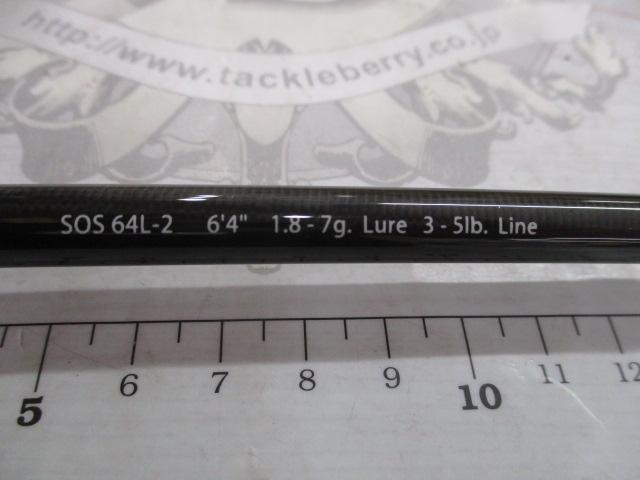 http://www.tackleberry.co.jp
SOS 64L-2 6'4" 1.8 - 7g. Lure 3 - 5lb. Line
5 6 7 8 9 10 11 12